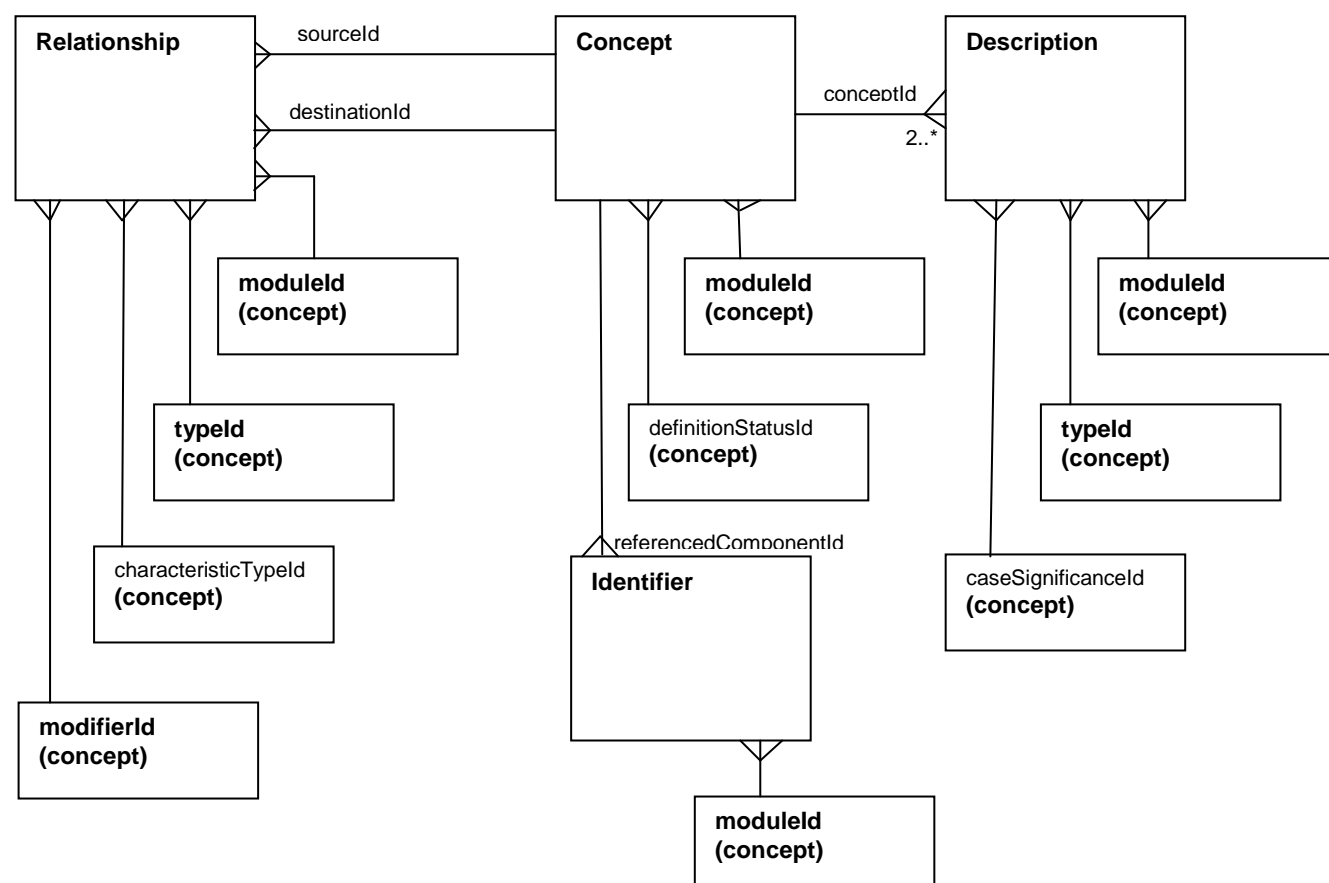 Relationship
sourceId
Concept
Description
destinationId
conceptId
2..*
moduleId
(concept)
moduleId
(concept)
moduleId
(concept)
typeId
(concept)
definitionStatusId
(concept)
typeId
(concept)
characteristicTypeId
(concept)
referencedComponentId
Identifier
caseSignificanceId
(concept)
modifierId
(concept)
moduleId
(concept)